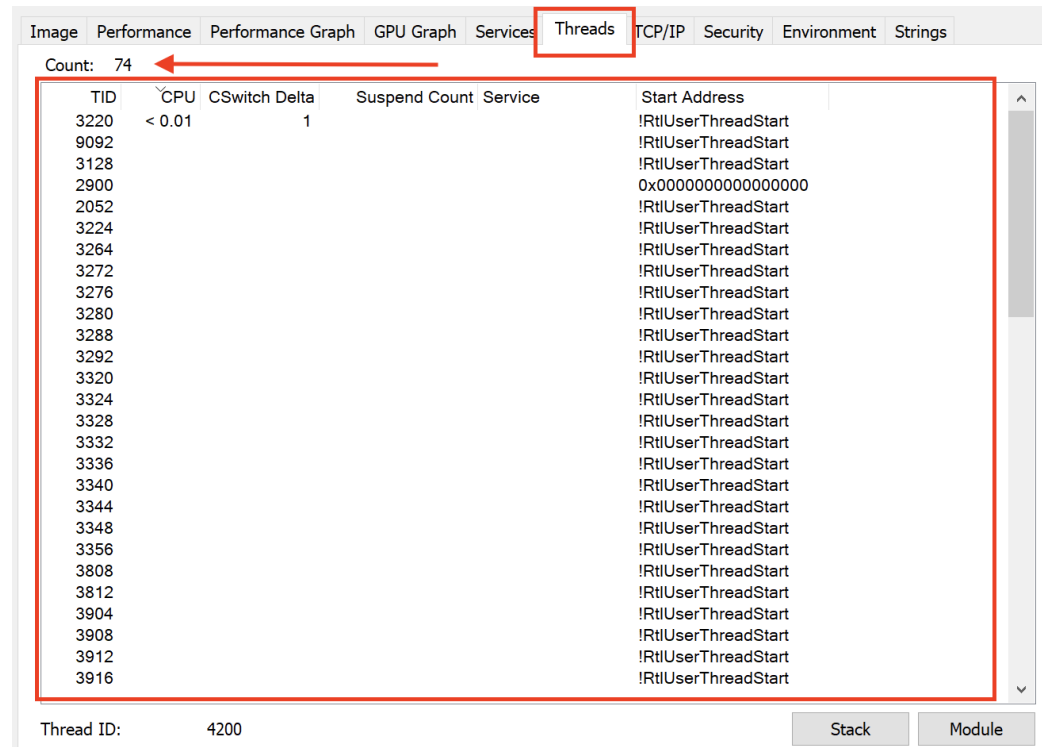 Image Performance Performance Graph GPU Graph Services Threads TCP/IP Security Environment Strings
Count: 74
TID CPU CSwitch Delta Suspend Count Service Start Address
3220 < 0.01 1 !RtlUserThreadStart
9092 !RtlUserThreadStart
3128 !RtlUserThreadStart
2900 0x0000000000000000
2052 !RtlUserThreadStart
3224 !RtlUserThreadStart
3264 !RtlUserThreadStart
3272 !RtlUserThreadStart
3276 !RtlUserThreadStart
3280 !RtlUserThreadStart
3288 !RtlUserThreadStart
3292 !RtlUserThreadStart
3320 !RtlUserThreadStart
3324 !RtlUserThreadStart
3328 !RtlUserThreadStart
3332 !RtlUserThreadStart
3336 !RtlUserThreadStart
3340 !RtlUserThreadStart
3344 !RtlUserThreadStart
3348 !RtlUserThreadStart
3356 !RtlUserThreadStart
3808 !RtlUserThreadStart
3812 !RtlUserThreadStart
3904 !RtlUserThreadStart
3908 !RtlUserThreadStart
3912 !RtlUserThreadStart
3916 !RtlUserThreadStart
Thread ID: 4200 Stack Module